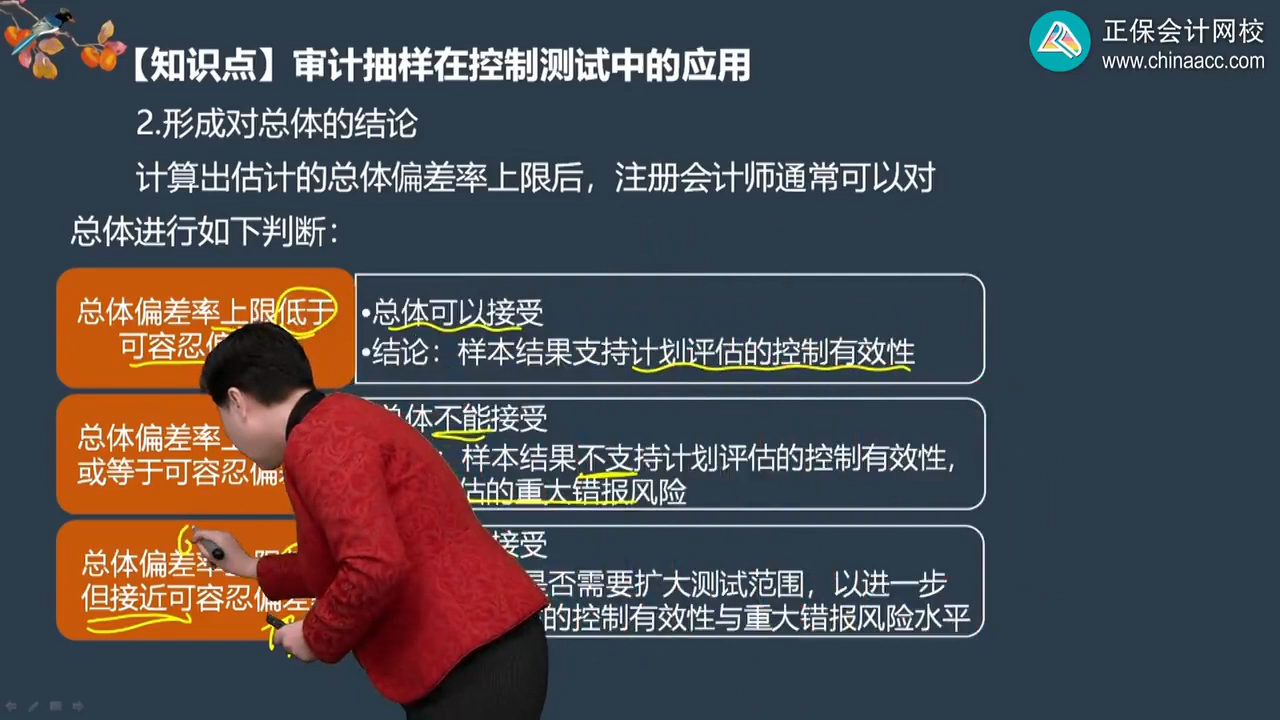 正保会计网校
www.chinaacc.com
【知识点】审计抽样在控制测试中的应用
2.形成对总体的结论
计算出估计的总体偏差率上限后，注册会计师通常可以对
总体进行如下判断：
总体偏差率上限低于
可容忍偏
•总体可以接受
•结论：样本结果支持计划评估的控制有效性
总体偏差率上
或等于可容忍偏差
总体不能接受
：样本结果不支持计划评估的控制有效性，
估的重大错报风险
总体偏差率上限低
但接近可容忍偏差
接受
是否需要扩大测试范围，以进一步
的控制有效性与重大错报风险水平